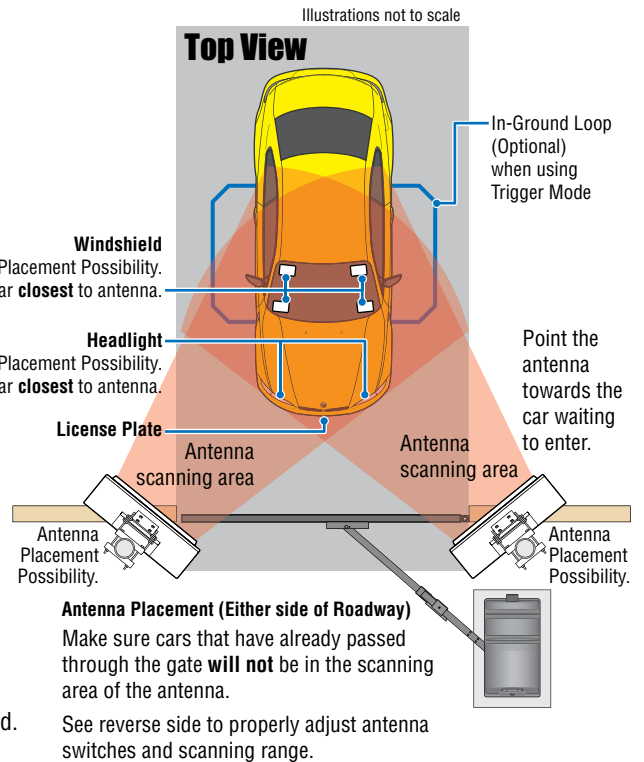 Illustrations not to scale
Top View
In-Ground Loop
(Optional)
when using
Trigger Mode
Windshield
Placement Possibility.
ar closest to antenna.
Headlight
Placement Possibility.
ar closest to antenna.
License Plate
Point the
antenna
towards the
car waiting
to enter.
Antenna
scanning area
Antenna
scanning area
Antenna
Placement
Possibility.
Antenna
Placement
Possibility.
Antenna Placement (Either side of Roadway)
Make sure cars that have already passed
through the gate will not be in the scanning
area of the antenna.
d.
See reverse side to properly adjust antenna
switches and scanning range.